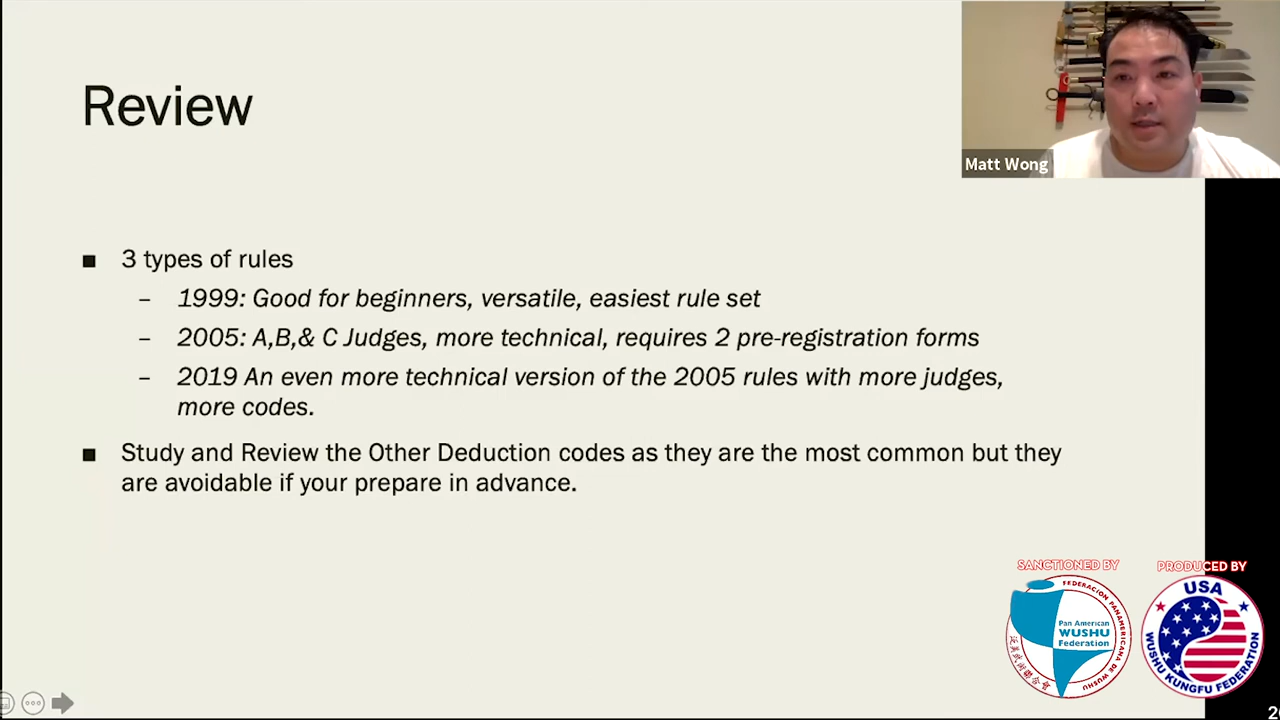 Review
Matt Wong
■ 3 types of rules
– 1999: Good for beginners, versatile, easiest rule set
– 2005: A,B,& C Judges, more technical, requires 2 pre-registration forms
– 2019 An even more technical version of the 2005 rules with more judges,
more codes.
■ Study and Review the Other Deduction codes as they are the most common but they
are avoidable if your prepare in advance.
SANCTIONED BY
FEDERACION PANAMERICANA DE WUSHU
Pan American
WUSHU
Federation
PRODUCED BY
USA
WUSHU KUNGFU FEDERATION